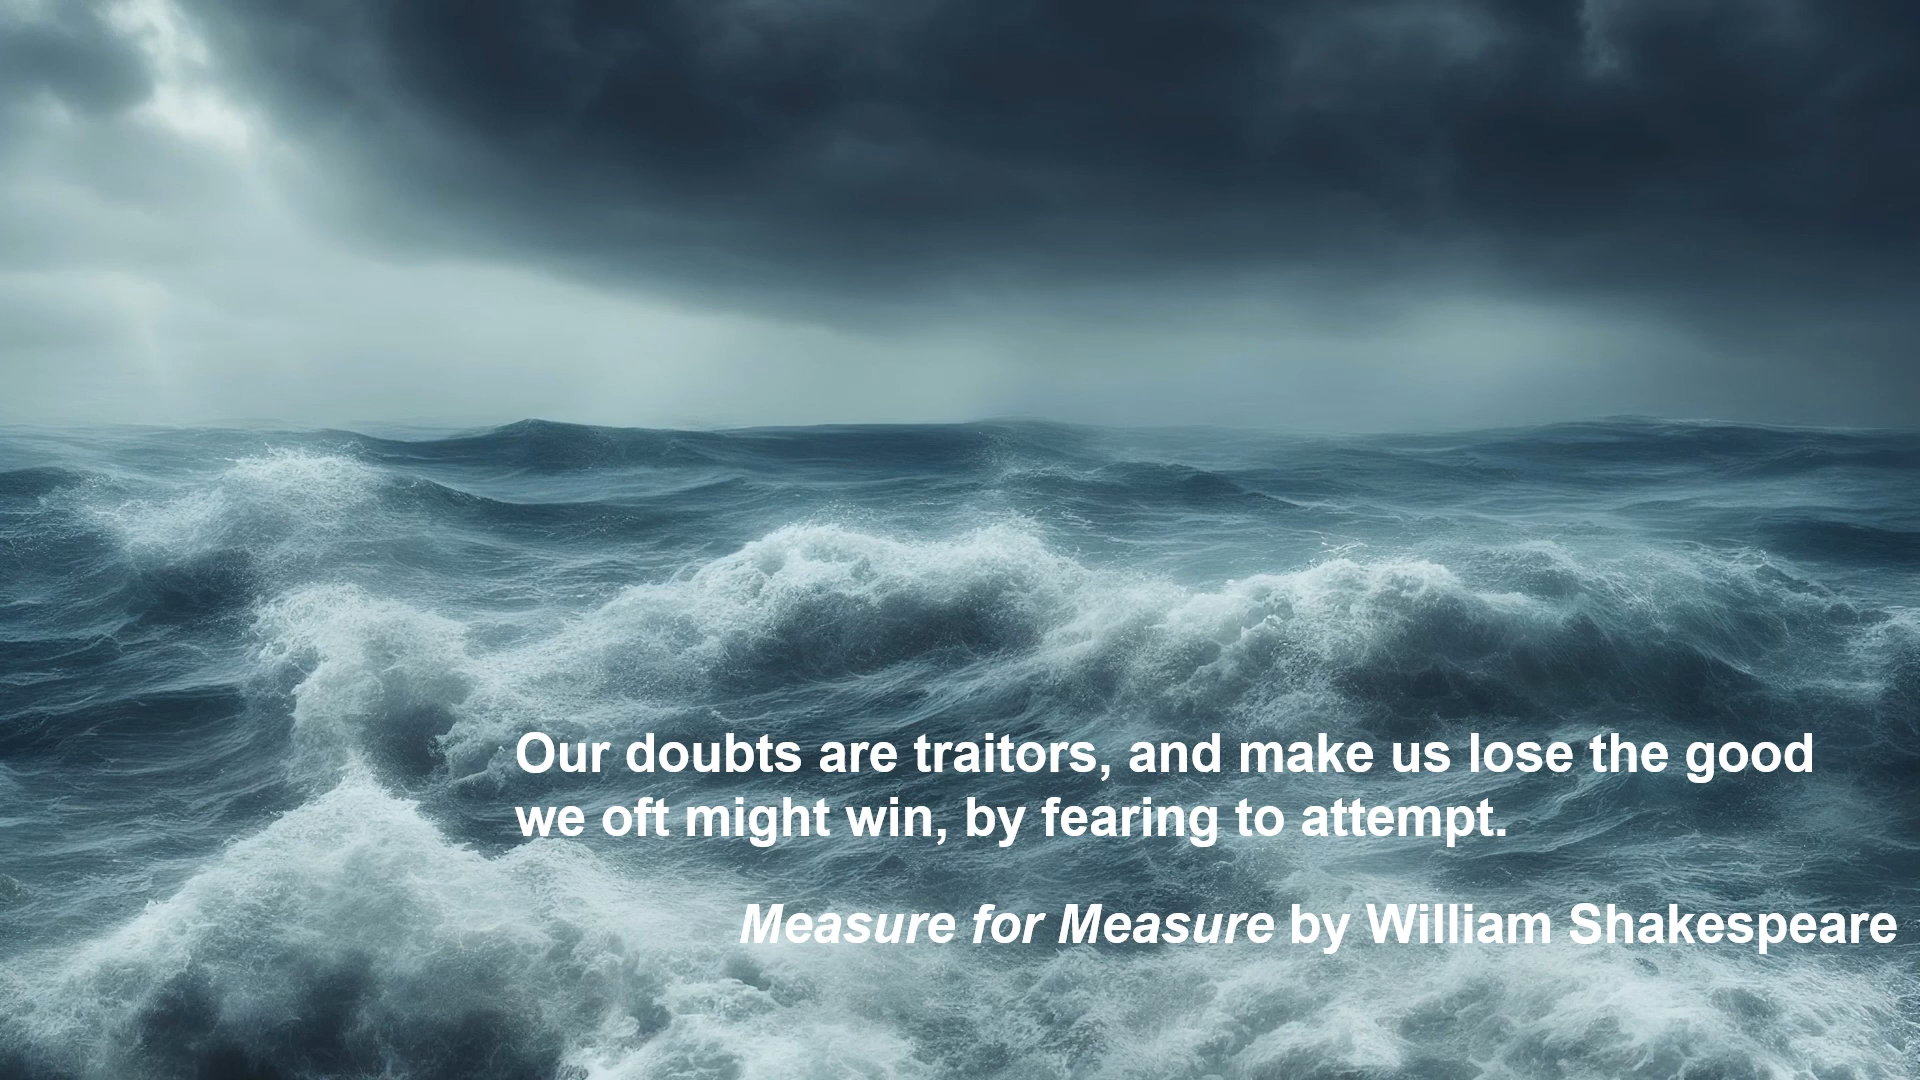 Our doubts are traitors, and make us lose the good
we oft might win, by fearing to attempt.
Measure for Measure by William Shakespeare